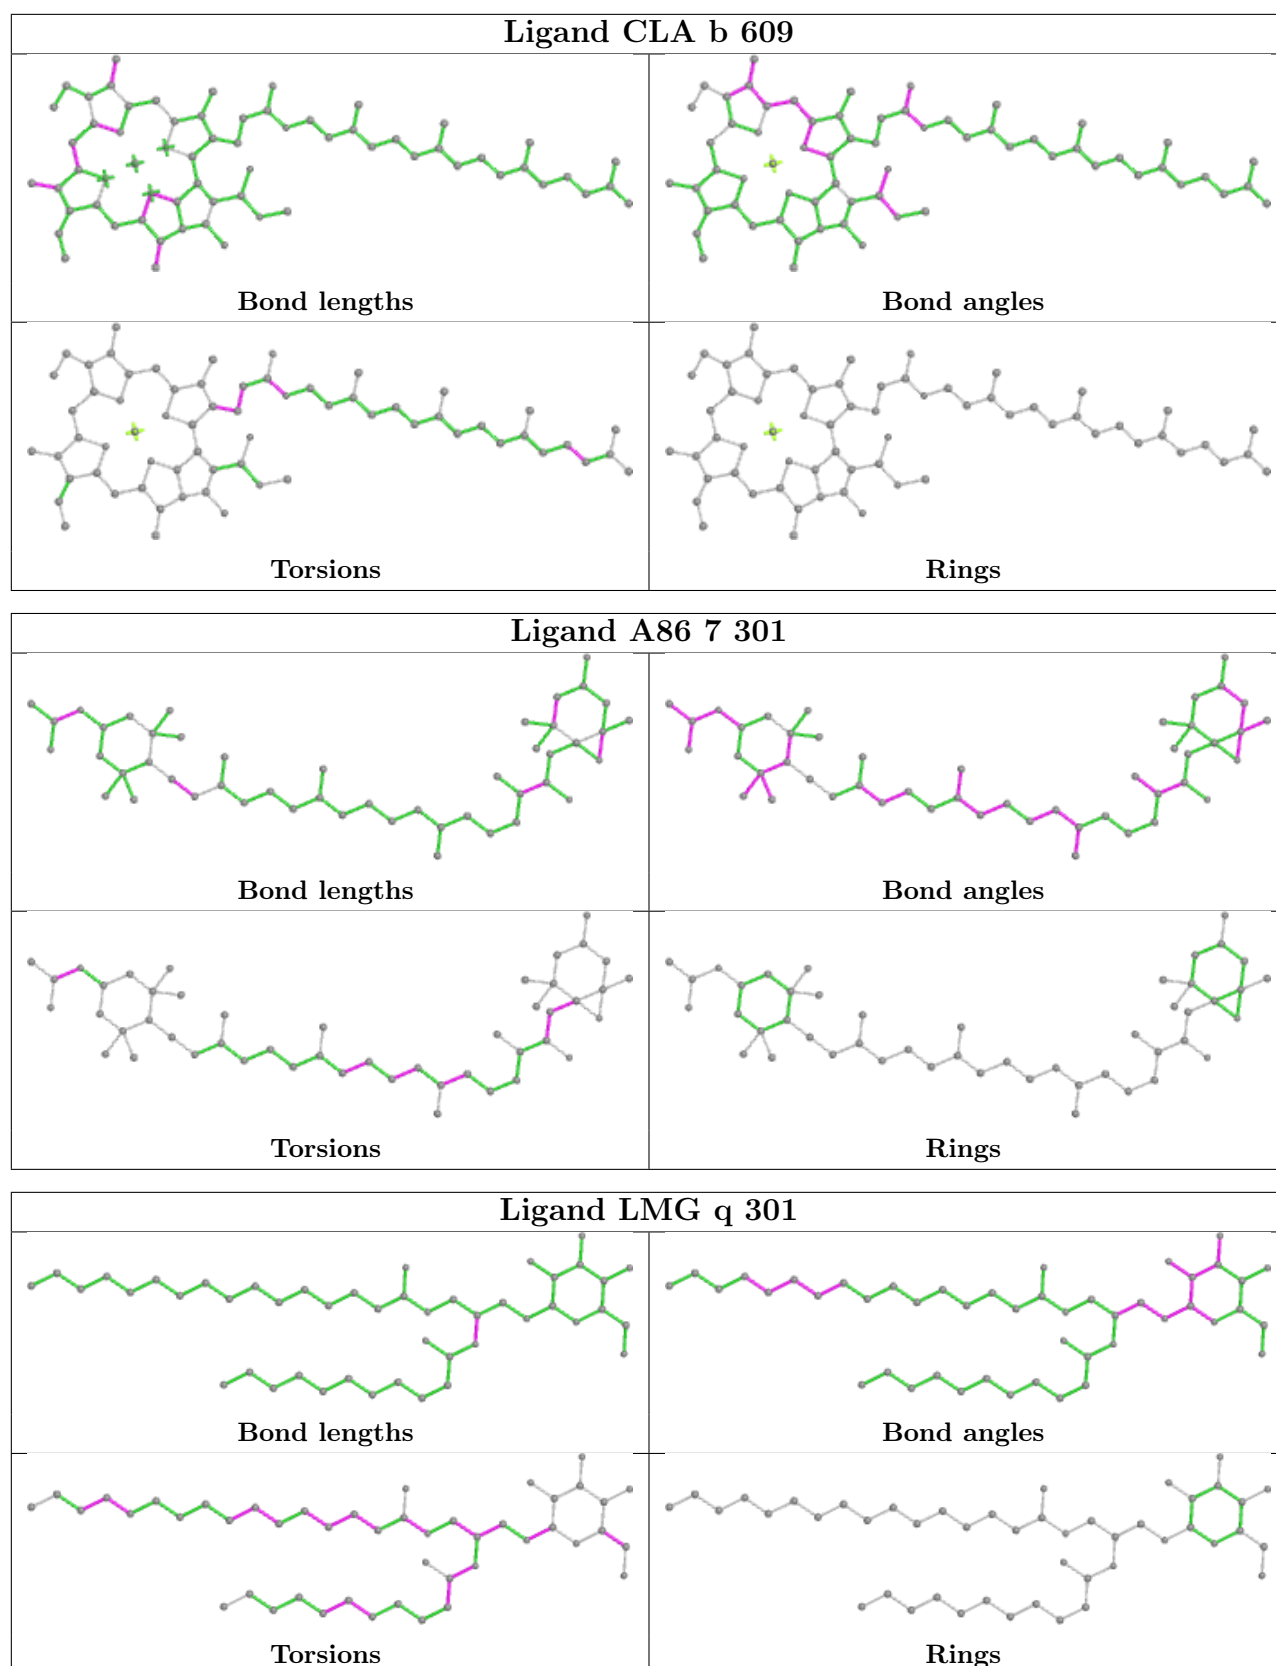 Ligand CLA b 609
Bond lengths
Bond angles
Torsions
Rings
Ligand A86 7 301
Bond lengths
Bond angles
Torsions
Rings
Ligand LMG q 301
Bond lengths
Bond angles
Torsions
Rings